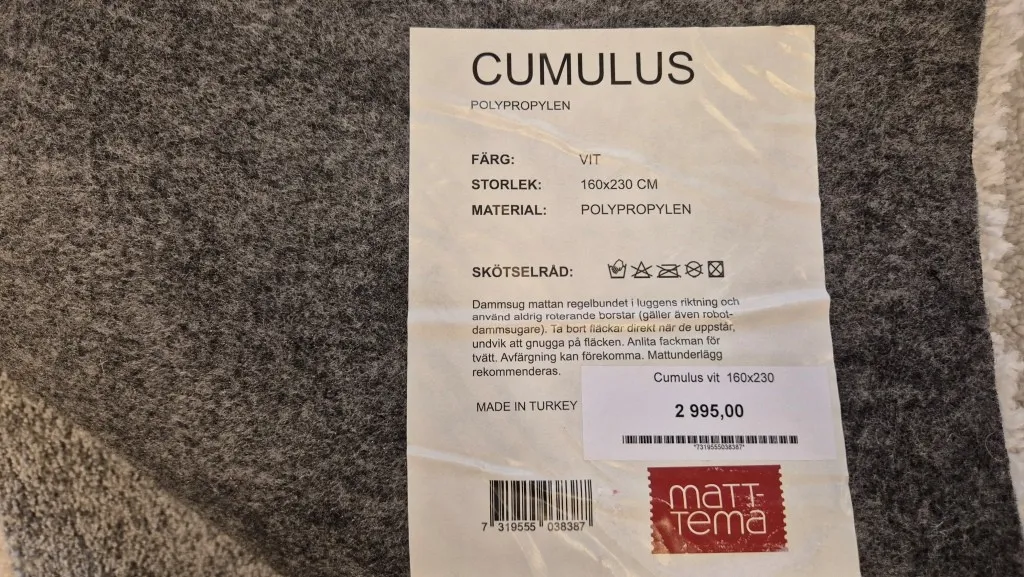 CUMULUS
POLYPROPYLEN
FÄRG: VIT
STORLEK: 160x230 CM
MATERIAL: POLYPROPYLEN
SKÖTSELRÅD:
Dammsug mattan regelbundet i luggens riktning och
använd aldrig roterande borstar (gäller även robot-
dammsugare). Ta bort fläckar direkt när de uppstår,
undvik att gnugga på fläcken. Anlita fackman för
tvätt. Avfärgning kan förekomma. Mattunderlägg
rekommenderas.
Cumulus vit 160x230
2 995,00
*7319555038387*
MADE IN TURKEY
7 319555 038387
MATT-
TEMA